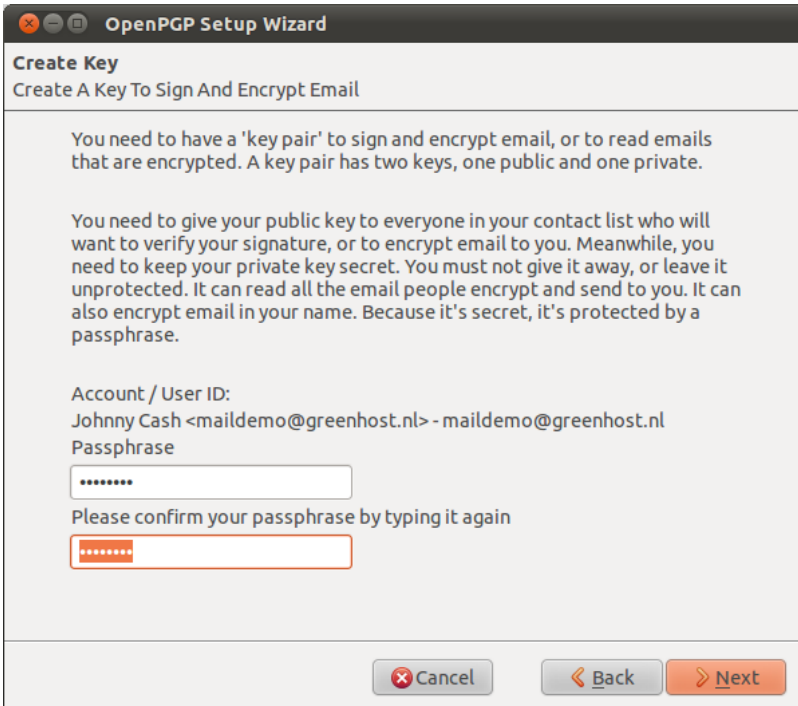 OpenPGP Setup Wizard
Create Key
Create A Key To Sign And Encrypt Email
You need to have a 'key pair' to sign and encrypt email, or to read emails
that are encrypted. A key pair has two keys, one public and one private.
You need to give your public key to everyone in your contact list who will
want to verify your signature, or to encrypt email to you. Meanwhile, you
need to keep your private key secret. You must not give it away, or leave it
unprotected. It can read all the email people encrypt and send to you. It can
also encrypt email in your name. Because it's secret, it's protected by a
passphrase.
Account / User ID:
Johnny Cash <maildemo@greenhost.nl> - maildemo@greenhost.nl
Passphrase
••••••••
Please confirm your passphrase by typing it again
••••••••
Cancel
Back
Next